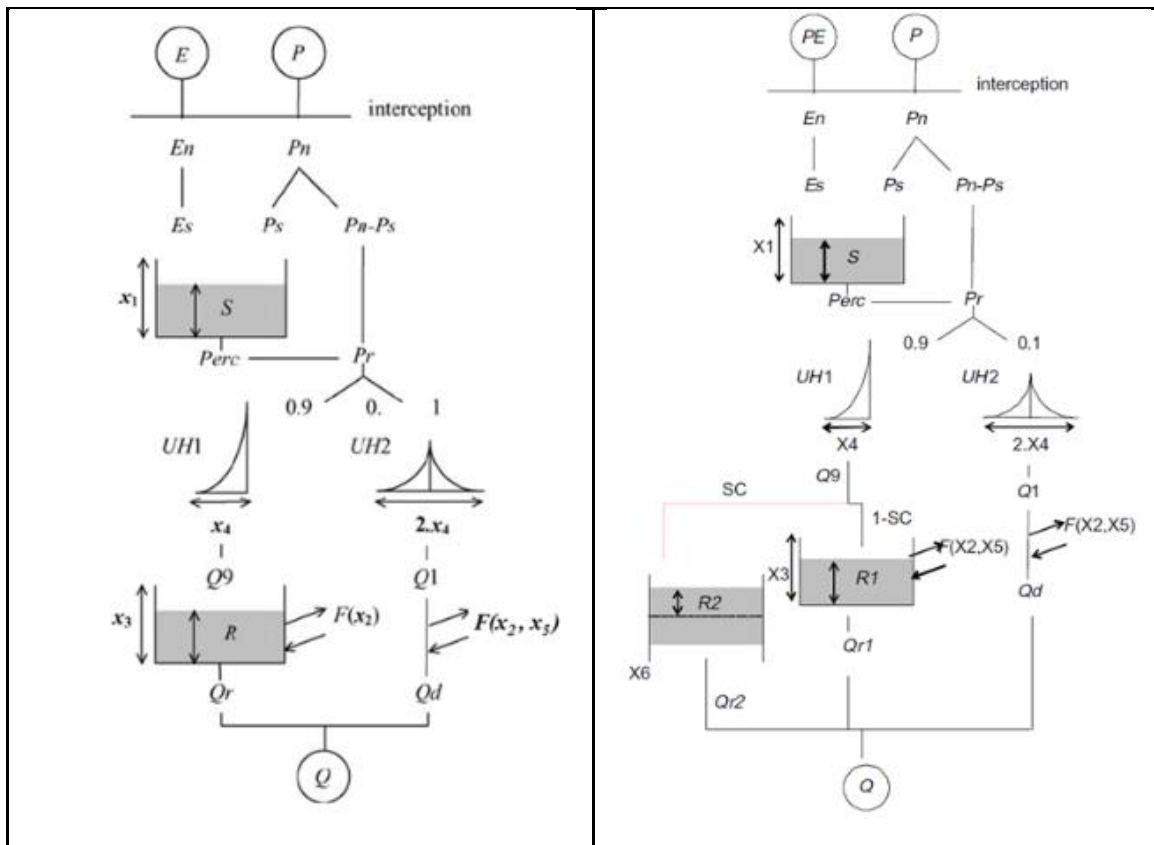 E P
interception
En Pn
Es Ps Pn-Ps
x1 S
Perc Pr
0.9 0. 1
UH1 UH2
x4 2.x4
Q9 Q1
x3 R F(x2) F(x2, x5)
Qr Qd
Q
PE P
interception
En Pn
Es Ps Pn-Ps
X1 S
Perc Pr
0.9 0.1
UH1 UH2
X4 2.X4
Q9 Q1
SC
1-SC
F(X2,X5) F(X2,X5)
X3 R1 Qd
R2
Qr1
X6
Qr2
Q